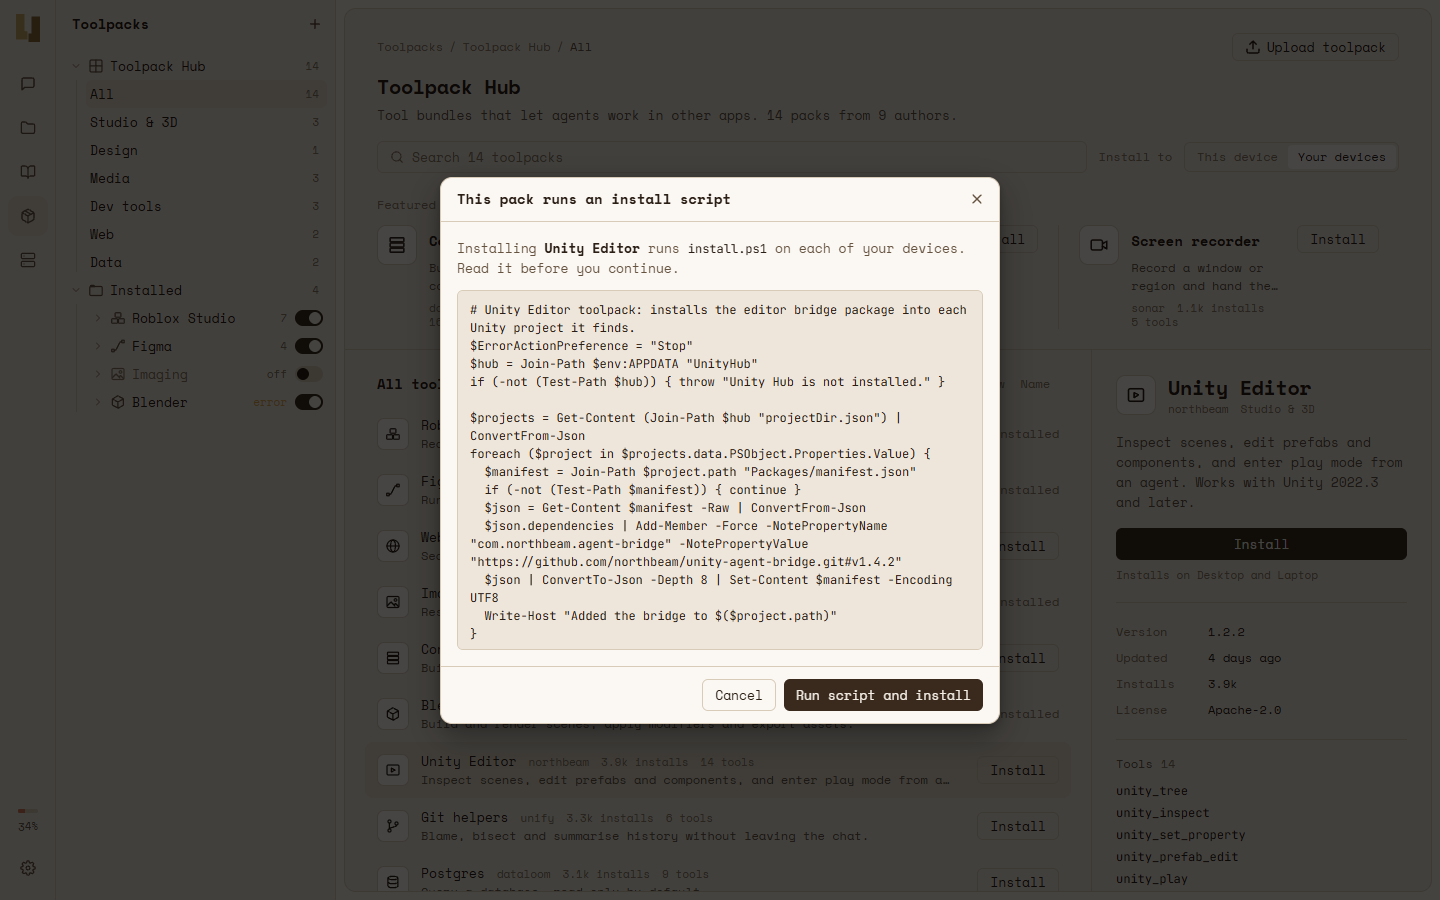 Toolpacks
Toolpack Hub 14
All 14
Studio & 3D 3
Design 1
Media 3
Dev tools 3
Web 2
Data 2
Installed 4
Roblox Studio 7
Figma 4
Imaging off
Blender error
34%
Toolpacks / Toolpack Hub / All
Upload toolpack
Toolpack Hub
Tool bundles that let agents work in other apps. 14 packs from 9 authors.
Search 14 toolpacks
Install to
This device
Your devices
Featured
Screen recorder
Install
Record a window or
region and hand the…
sonar 1.1k installs
5 tools
This pack runs an install script
Installing Unity Editor runs install.ps1 on each of your devices.
Read it before you continue.
# Unity Editor toolpack: installs the editor bridge package into each
Unity project it finds.
$ErrorActionPreference = "Stop"
$hub = Join-Path $env:APPDATA "UnityHub"
if (-not (Test-Path $hub)) { throw "Unity Hub is not installed." }
$projects = Get-Content (Join-Path $hub "projectDir.json") |
ConvertFrom-Json
foreach ($project in $projects.data.PSObject.Properties.Value) {
$manifest = Join-Path $project.path "Packages/manifest.json"
if (-not (Test-Path $manifest)) { continue }
$json = Get-Content $manifest -Raw | ConvertFrom-Json
$json.dependencies | Add-Member -Force -NotePropertyName
"com.northbeam.agent-bridge" -NotePropertyValue
"https://github.com/northbeam/unity-agent-bridge.git#v1.4.2"
$json | ConvertTo-Json -Depth 8 | Set-Content $manifest -Encoding
UTF8
Write-Host "Added the bridge to $($project.path)"
}
Cancel
Run script and install
Name
Unity Editor northbeam 3.9k installs 14 tools
Inspect scenes, edit prefabs and components, and enter play mode from a…
Install
Git helpers unify 3.3k installs 6 tools
Blame, bisect and summarise history without leaving the chat.
Install
Postgres dataloom 3.1k installs 9 tools
Install
Unity Editor
northbeam Studio & 3D
Inspect scenes, edit prefabs and
components, and enter play mode from
an agent. Works with Unity 2022.3
and later.
Install
Installs on Desktop and Laptop
Version 1.2.2
Updated 4 days ago
Installs 3.9k
License Apache-2.0
Tools 14
unity_tree
unity_inspect
unity_set_property
unity_prefab_edit
unity_play